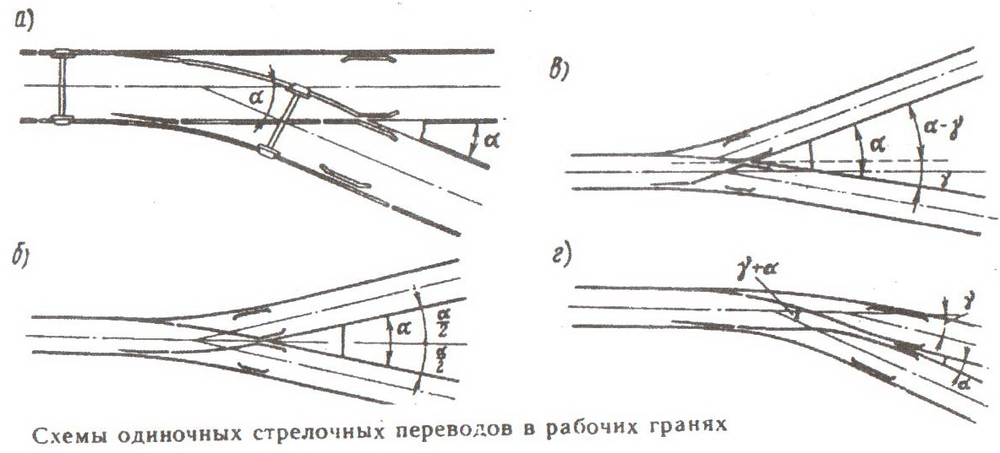 а)
α
α
б)
α
α/2
α/2
в)
α-γ
α
γ
г)
γ+α
γ
α
Схемы одиночных стрелочных переводов в рабочих гранях